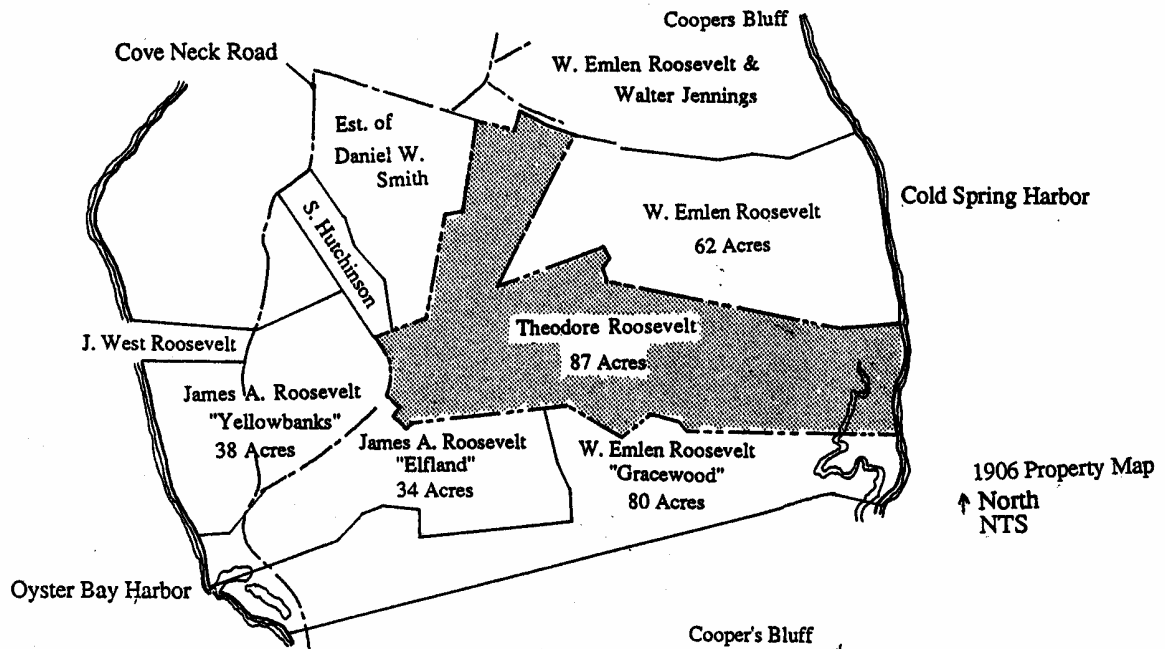 Coopers Bluff
Cove Neck Road
W. Emlen Roosevelt &
Walter Jennings
Est. of
Daniel W.
Smith
S. Hutchinson
Cold Spring Harbor
W. Emlen Roosevelt
62 Acres
Theodore Roosevelt
87 Acres
J. West Roosevelt
James A. Roosevelt
"Yellowbanks"
38 Acres
James A. Roosevelt
"Elfland"
34 Acres
W. Emlen Roosevelt
"Gracewood"
80 Acres
1906 Property Map
North
NTS
Oyster Bay Harbor
Cooper's Bluff